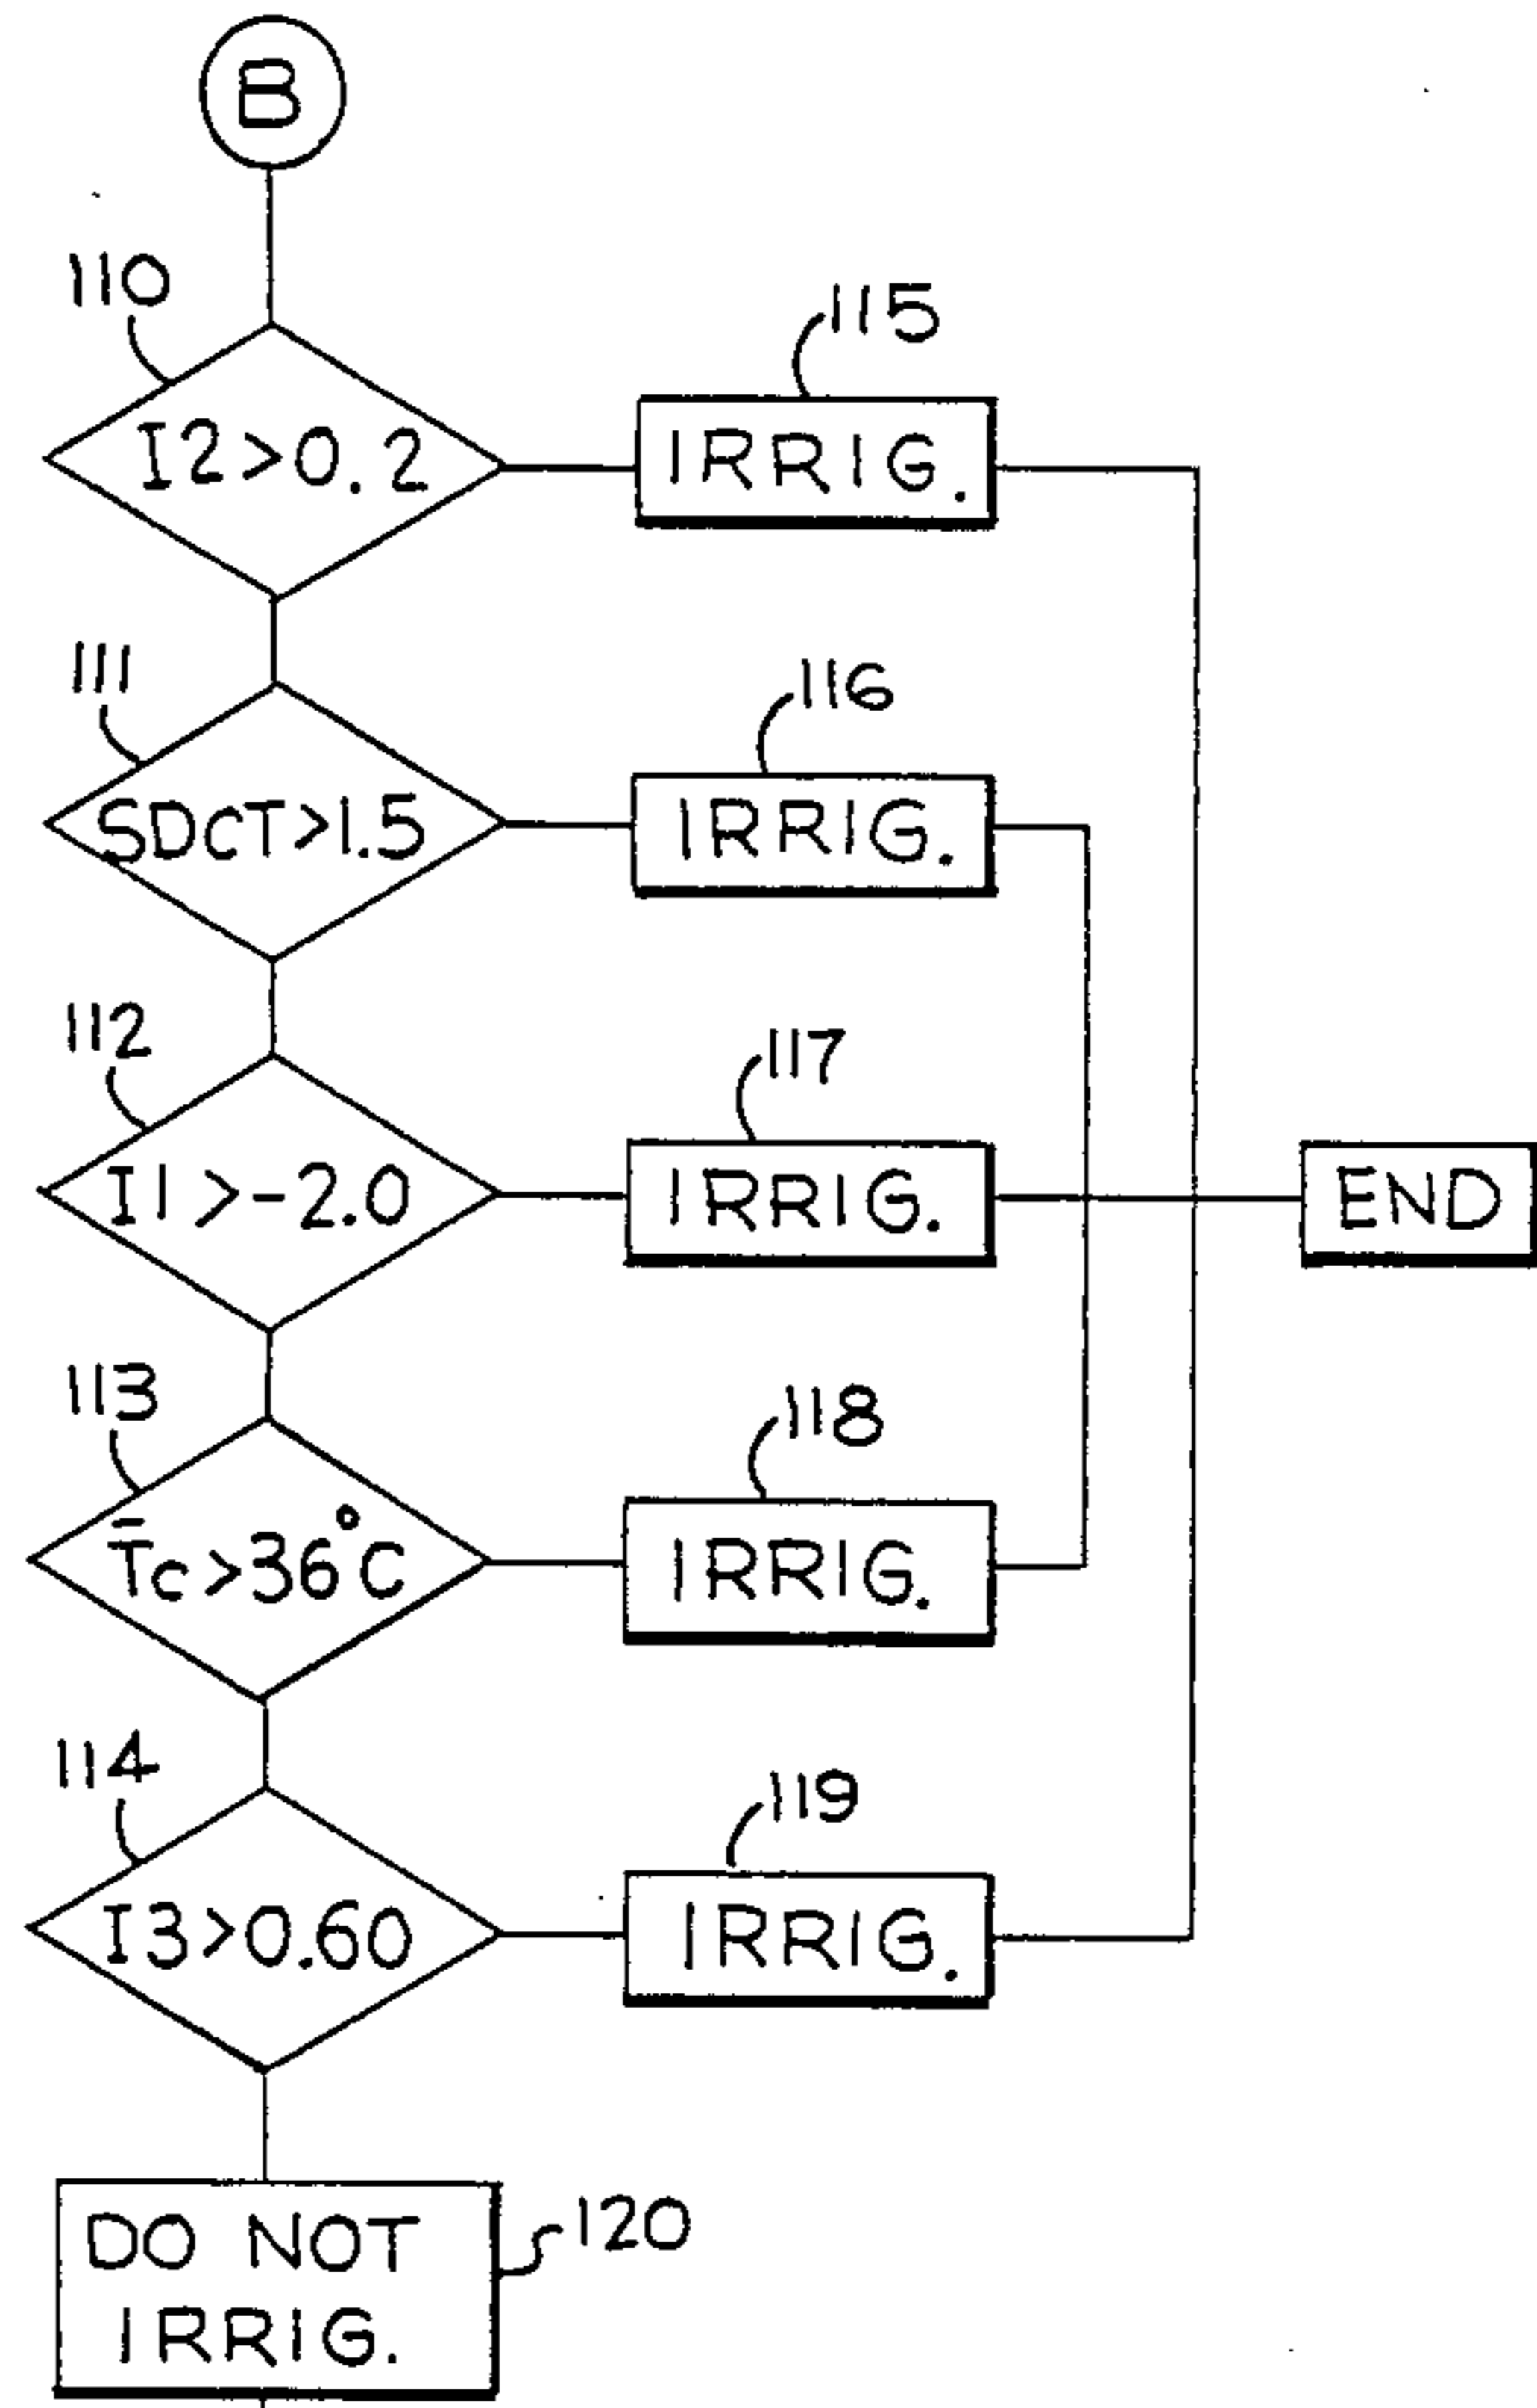 B
110
I2>0.2
115
IRRIG.
111
SDCT>1.5
116
IRRIG.
112
I1>-2.0
117
IRRIG.
END
113
T̄c>36°C
118
IRRIG.
114
I3>0.60
119
IRRIG.
DO NOT
IRRIG.
120